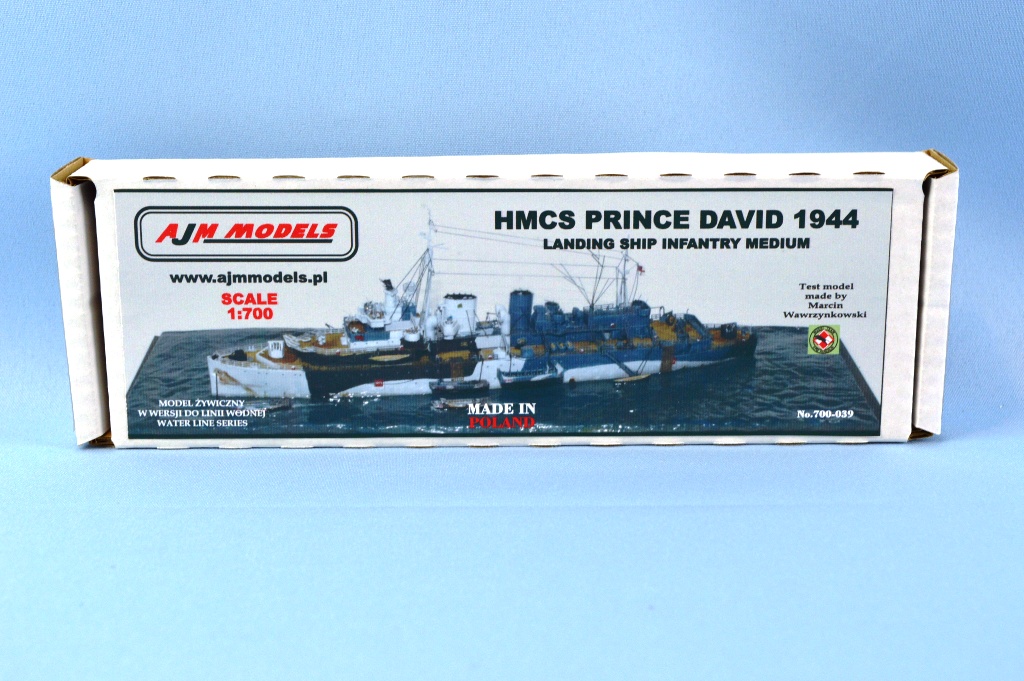 AJM MODELS
www.ajmmodels.pl
SCALE
1:700
HMCS PRINCE DAVID 1944
LANDING SHIP INFANTRY MEDIUM
Test model
made by
Marcin
Wawrzynkowski
MODEL ŻYWICZNY
W WERSJI DO LINII WODNEJ
WATER LINE SERIES
MADE IN
POLAND
No.700-039